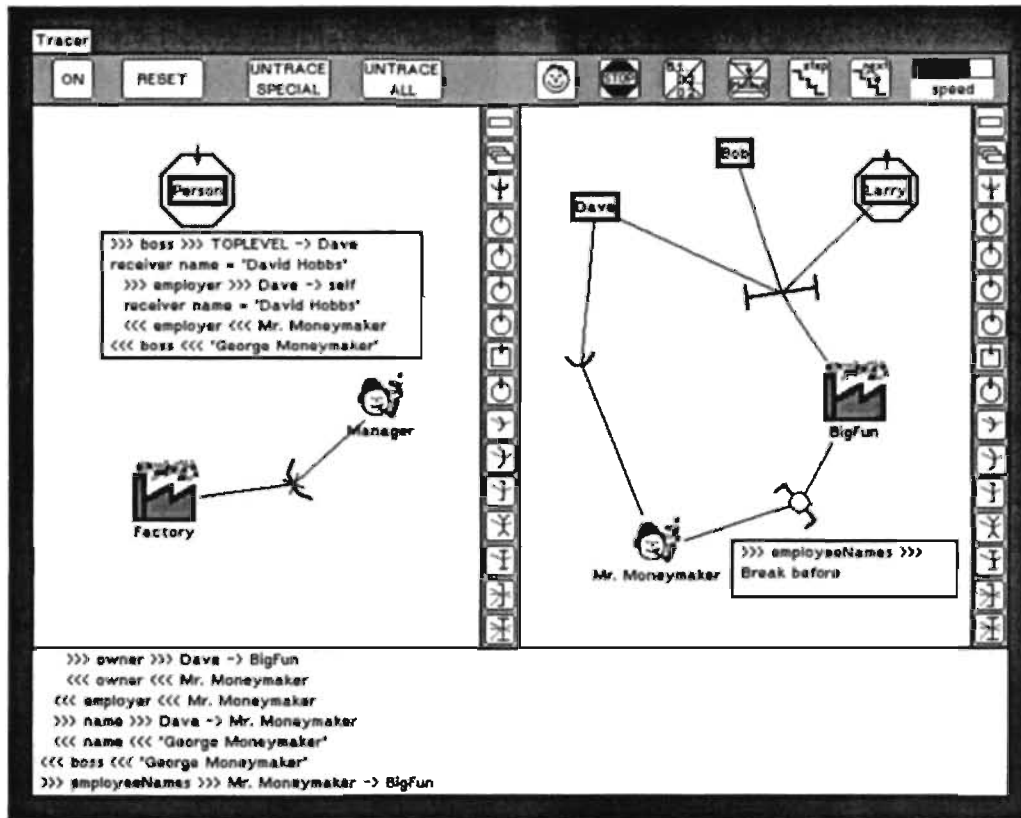 Tracer
ON
RESET
UNTRACE
SPECIAL
UNTRACE
ALL
STOP
step
next
speed
Person
>>> boss >>> TOPLEVEL -> Dave
receiver name = "David Hobbs"
>>> employer >>> Dave -> self
receiver name = "David Hobbs"
<<< employer <<< Mr. Moneymaker
<<< boss <<< "George Moneymaker"
Manager
Factory
Bob
Dave
Larry
BigFun
Mr. Moneymaker
>>> employeeNames >>>
Break before
>>> owner >>> Dave -> BigFun
<<< owner <<< Mr. Moneymaker
<<< employer <<< Mr. Moneymaker
>>> name >>> Dave -> Mr. Moneymaker
<<< name <<< "George Moneymaker"
<<< boss <<< "George Moneymaker"
>>> employeeNames >>> Mr. Moneymaker -> BigFun